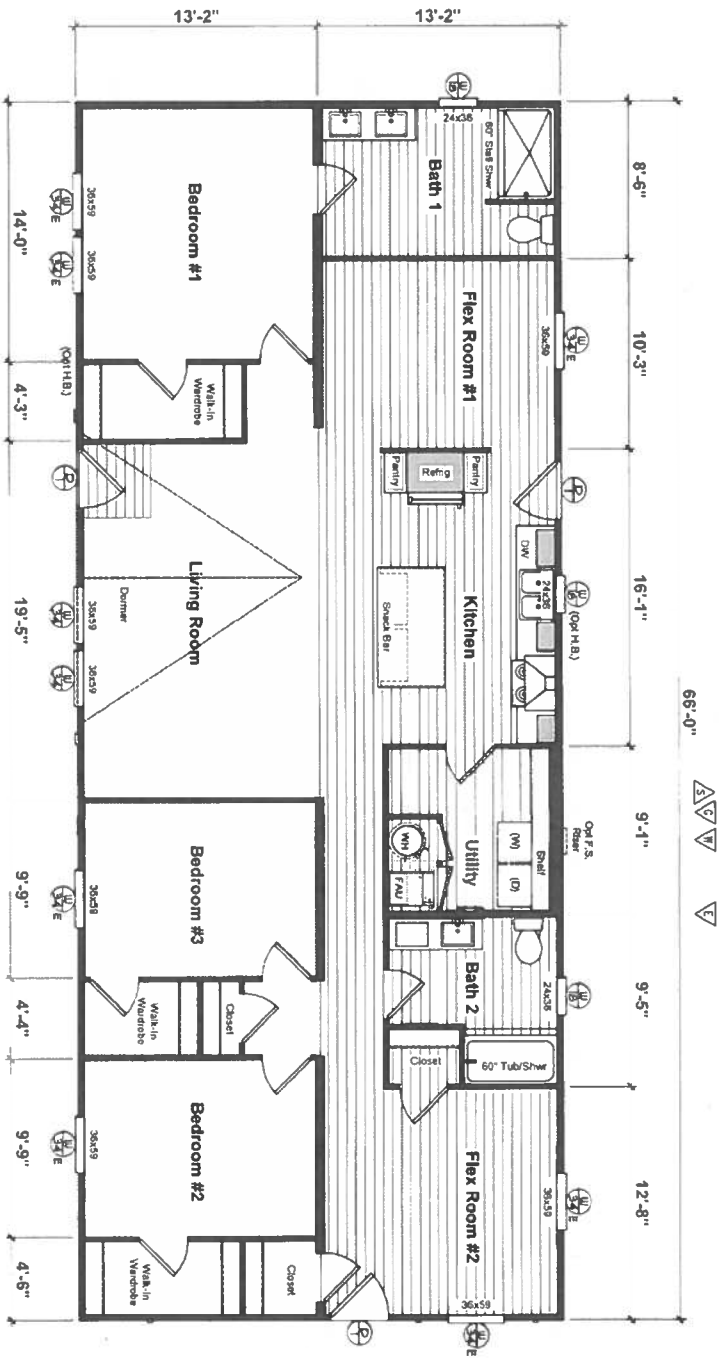 66'-0"
8'-6"
10'-3"
16'-1"
9'-1"
9'-5"
12'-8"
S
C
W
E
Opt F.S.
Riser
13'-2"
13'-2"
24x36
36x59
E
(Opt H.B.)
24x36
24x36
36x59
E
36x59
E
60" Stall Shwr
Bath 1
Flex Room #1
Pantry
Refrig
Pantry
DW
Kitchen
Snack Bar
Shelf
(W)
(D)
Utility
WH
FAU
Bath 2
60" Tub/Shwr
Closet
Flex Room #2
Bedroom #1
Walk-In
Wardrobe
Living Room
Dormer
Bedroom #3
Closet
Walk-In
Wardrobe
Bedroom #2
Closet
Walk-In
Wardrobe
36x59
36x59
36x59
36x59
36x59
36x59
E
E
(Opt H.B.)
E
E
14'-0"
4'-3"
19'-5"
9'-9"
4'-4"
9'-9"
4'-6"